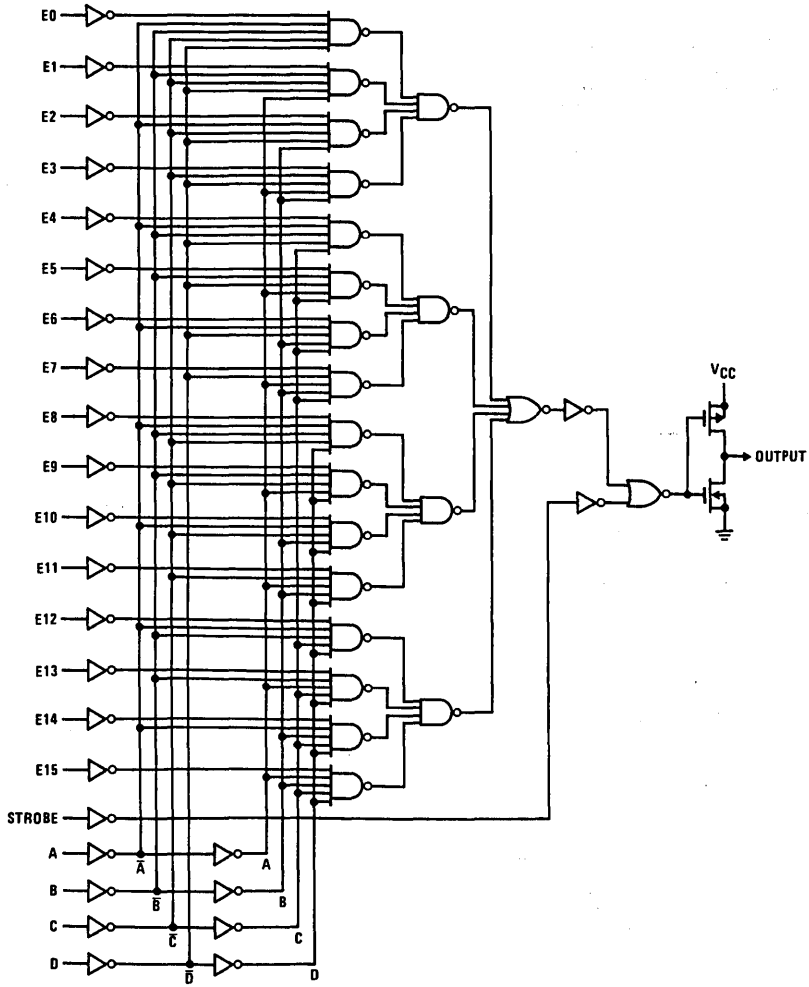 E0
E1
E2
E3
E4
E5
E6
E7
VCC
E8
OUTPUT
E9
E10
E11
E12
E13
E14
E15
STROBE
A
A̅
A
B
B̅
B
C
C̅
C
D
D̅
D